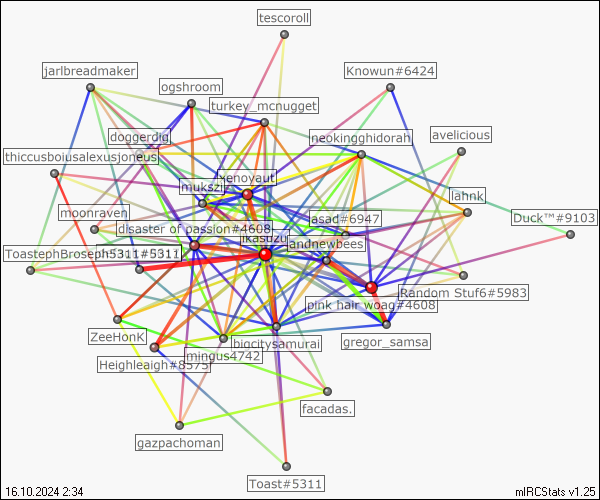 tescoroll
jarlbreadmaker
Knowun#6424
ogshroom
turkey_mcnugget
doggerdig
neokingghidorah
avelicious
thiccusboiusalexusjoneus
xenoyaut
mukszi
lahnk
moonraven
asad#6947
Duck™#9103
disaster of passion#4608
ikasuzu
andnewbees
ToastephBroseph5311#5311
Random Stuf6#5983
pink hair woag#4608
ZeeHonK
bigcitysamurai
gregor_samsa
mingus4742
Heighleaigh#8575
facadas.
gazpachoman
Toast#5311
16.10.2024 2:34
mIRCStats v1.25